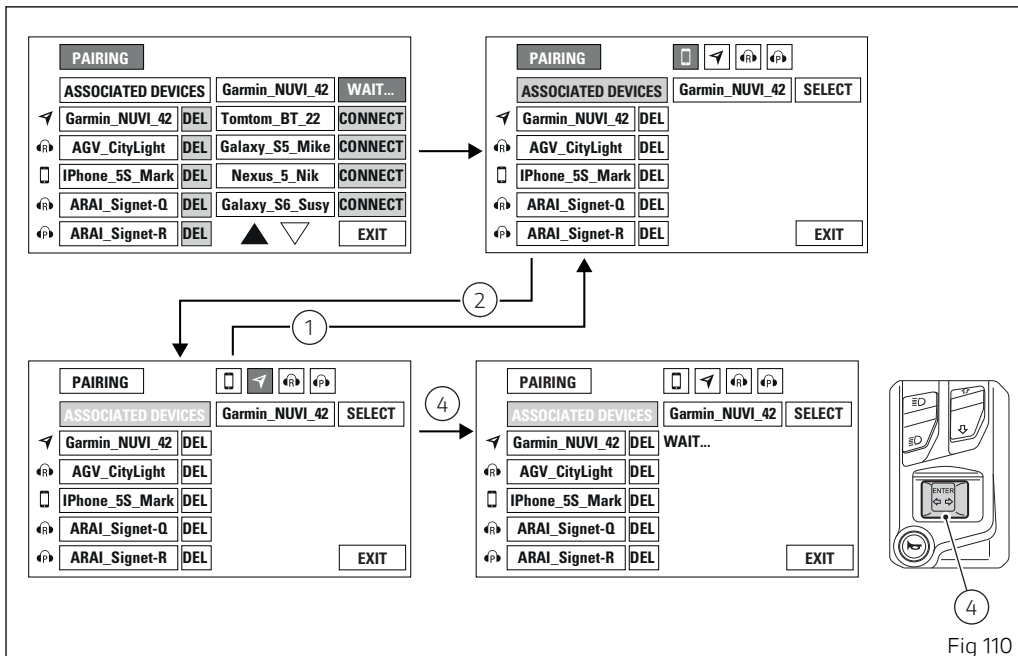 PAIRING
ASSOCIATED DEVICES Garmin_NUVI_42 WAIT...
Garmin_NUVI_42 DEL Tomtom_BT_22 CONNECT
R AGV_CityLight DEL Galaxy_S5_Mike CONNECT
IPhone_5S_Mark DEL Nexus_5_Nik CONNECT
R ARAI_Signet-Q DEL Galaxy_S6_Susy CONNECT
P ARAI_Signet-R DEL EXIT
PAIRING R P
ASSOCIATED DEVICES Garmin_NUVI_42 SELECT
Garmin_NUVI_42 DEL
R AGV_CityLight DEL
IPhone_5S_Mark DEL
R ARAI_Signet-Q DEL
P ARAI_Signet-R DEL EXIT
2
1
PAIRING R P
ASSOCIATED DEVICES Garmin_NUVI_42 SELECT
Garmin_NUVI_42 DEL
R AGV_CityLight DEL
IPhone_5S_Mark DEL
R ARAI_Signet-Q DEL
P ARAI_Signet-R DEL EXIT
4
PAIRING R P
ASSOCIATED DEVICES Garmin_NUVI_42 SELECT
Garmin_NUVI_42 DEL WAIT...
R AGV_CityLight DEL
IPhone_5S_Mark DEL
R ARAI_Signet-Q DEL
P ARAI_Signet-R DEL EXIT
ENTER
4
Fig 110